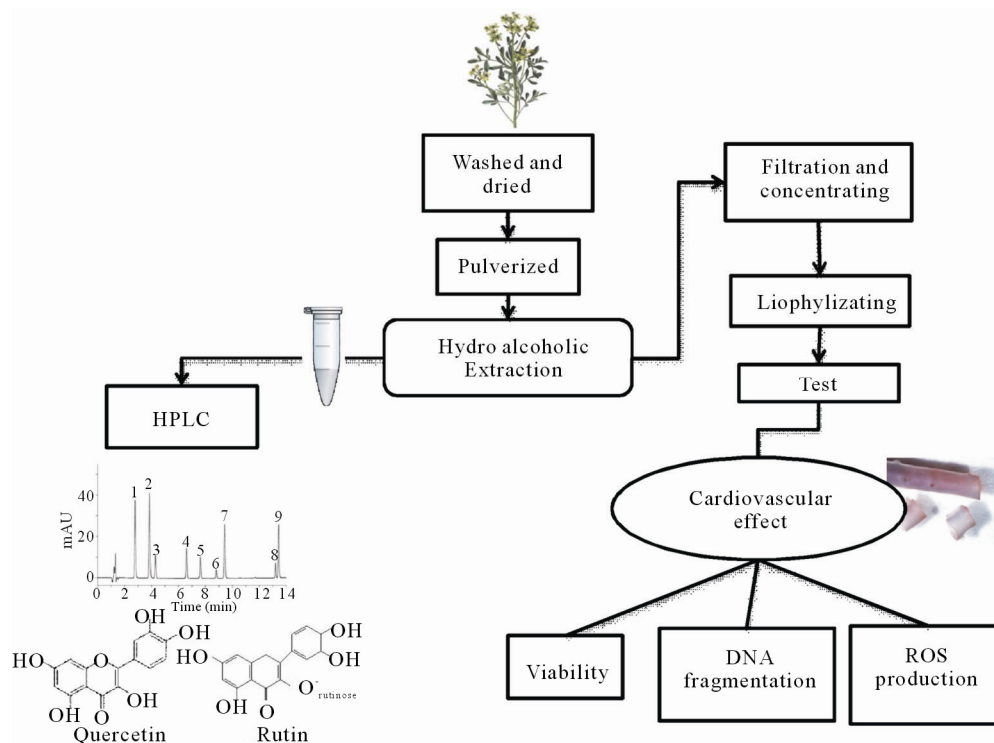 Washed and
dried
Pulverized
Hydro alcoholic
Extraction
Filtration and
concentrating
Liophylizating
Test
Cardiovascular
effect
Viability
DNA
fragmentation
ROS
production
HPLC
mAU
40
20
0
1
2
3
4
5
6
7
8
9
0 2 4 6 8 10 12 14
Time (min)
OH
OH
HO
O
OH
OH
O
Quercetin
OH
OH
HO
O-
rutinose
OH
O
Rutin